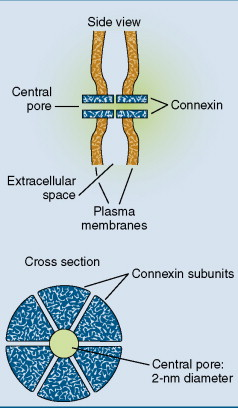 Side view
Central
pore
Connexin
Extracellular
space
Plasma
membranes
Cross section
Connexin subunits
Central pore:
2-nm diameter